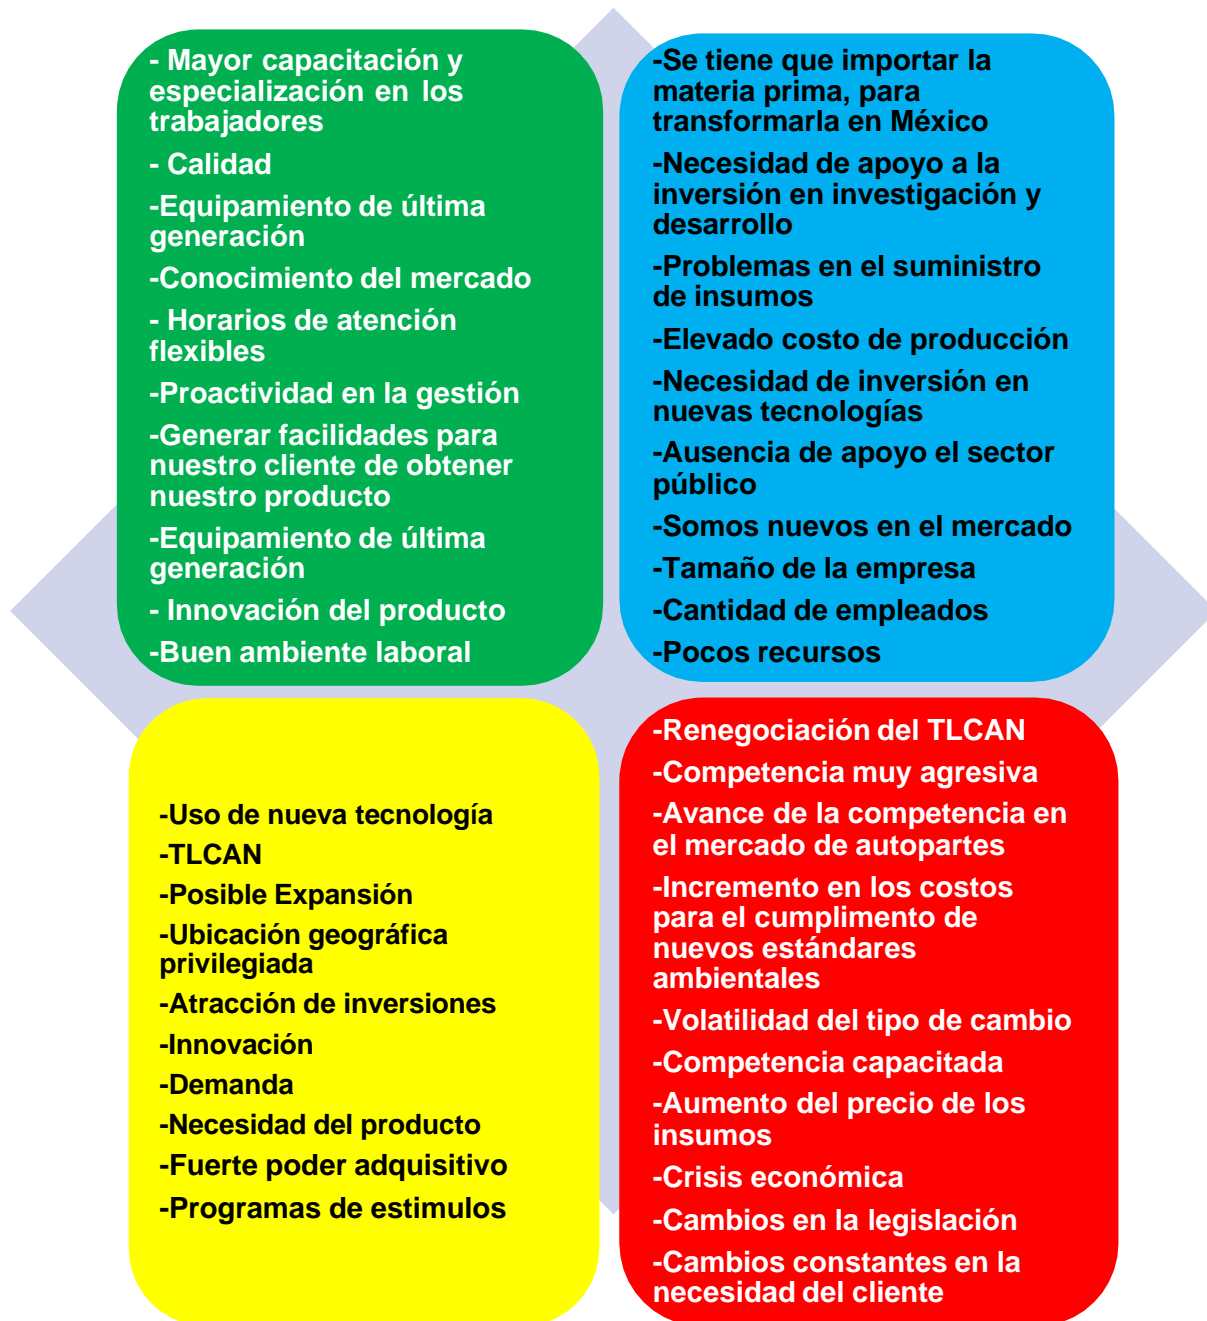 - Mayor capacitación y
especialización en los
trabajadores
- Calidad
-Equipamiento de última
generación
-Conocimiento del mercado
- Horarios de atención
flexibles
-Proactividad en la gestión
-Generar facilidades para
nuestro cliente de obtener
nuestro producto
-Equipamiento de última
generación
- Innovación del producto
-Buen ambiente laboral
-Se tiene que importar la
materia prima, para
transformarla en México
-Necesidad de apoyo a la
inversión en investigación y
desarrollo
-Problemas en el suministro
de insumos
-Elevado costo de producción
-Necesidad de inversión en
nuevas tecnologías
-Ausencia de apoyo el sector
público
-Somos nuevos en el mercado
-Tamaño de la empresa
-Cantidad de empleados
-Pocos recursos
-Uso de nueva tecnología
-TLCAN
-Posible Expansión
-Ubicación geográfica
privilegiada
-Atracción de inversiones
-Innovación
-Demanda
-Necesidad del producto
-Fuerte poder adquisitivo
-Programas de estimulos
-Renegociación del TLCAN
-Competencia muy agresiva
-Avance de la competencia en
el mercado de autopartes
-Incremento en los costos
para el cumplimento de
nuevos estándares
ambientales
-Volatilidad del tipo de cambio
-Competencia capacitada
-Aumento del precio de los
insumos
-Crisis económica
-Cambios en la legislación
-Cambios constantes en la
necesidad del cliente